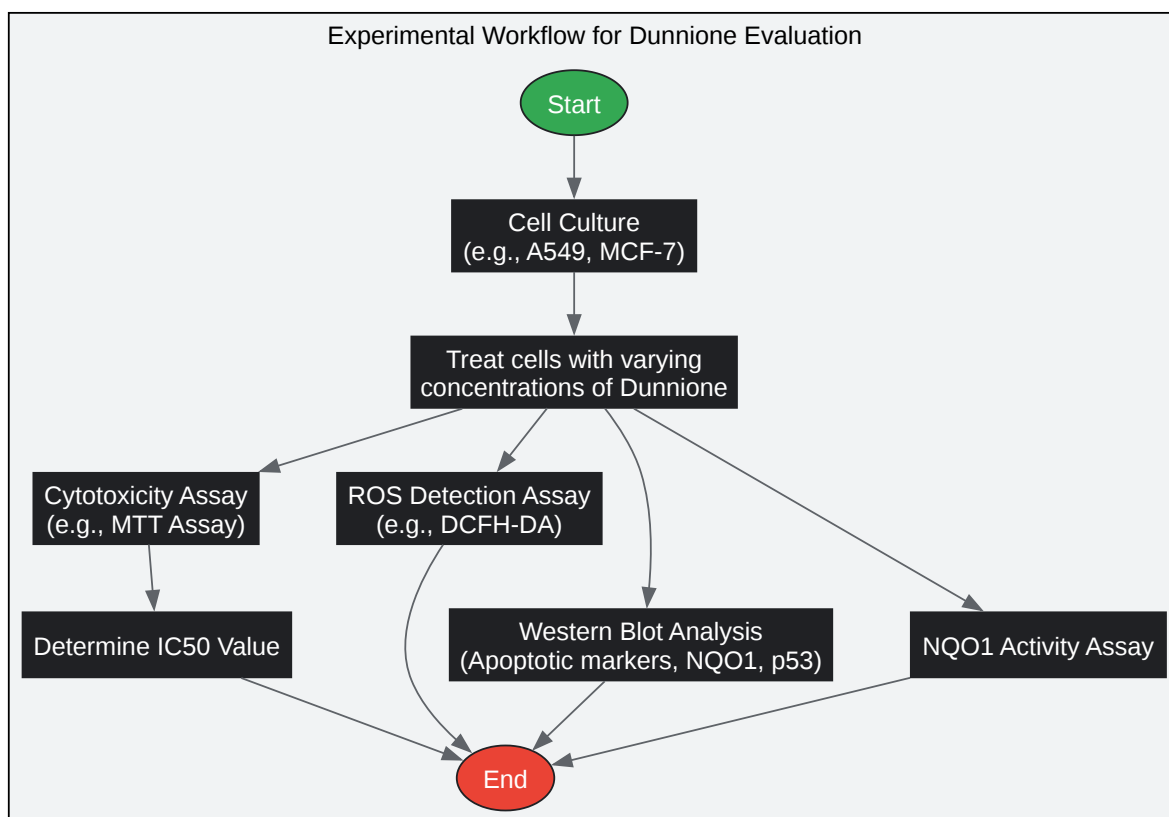 Experimental Workflow for Dunnione Evaluation
Start
Cell Culture
(e.g., A549, MCF-7)
Treat cells with varying
concentrations of Dunnione
Cytotoxicity Assay
(e.g., MTT Assay)
ROS Detection Assay
(e.g., DCFH-DA)
Determine IC50 Value
Western Blot Analysis
(Apoptotic markers, NQO1, p53)
NQO1 Activity Assay
End